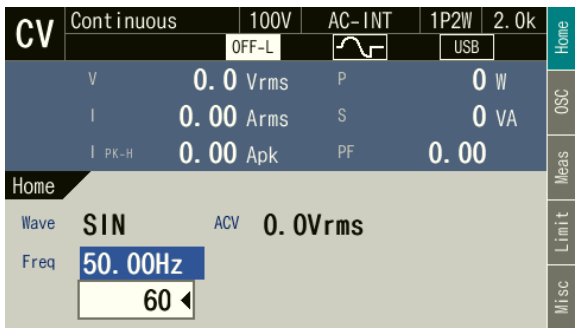 CV Continuous 100V AC-INT 1P2W 2.0k
OFF-L USB
V 0.0 Vrms P 0 W
I 0.00 Arms S 0 VA
I PK-H 0.00 Apk PF 0.00
Home
Wave SIN ACV 0.0Vrms
Freq 50.00Hz
60
Home
OSC
Meas
Limit
Misc